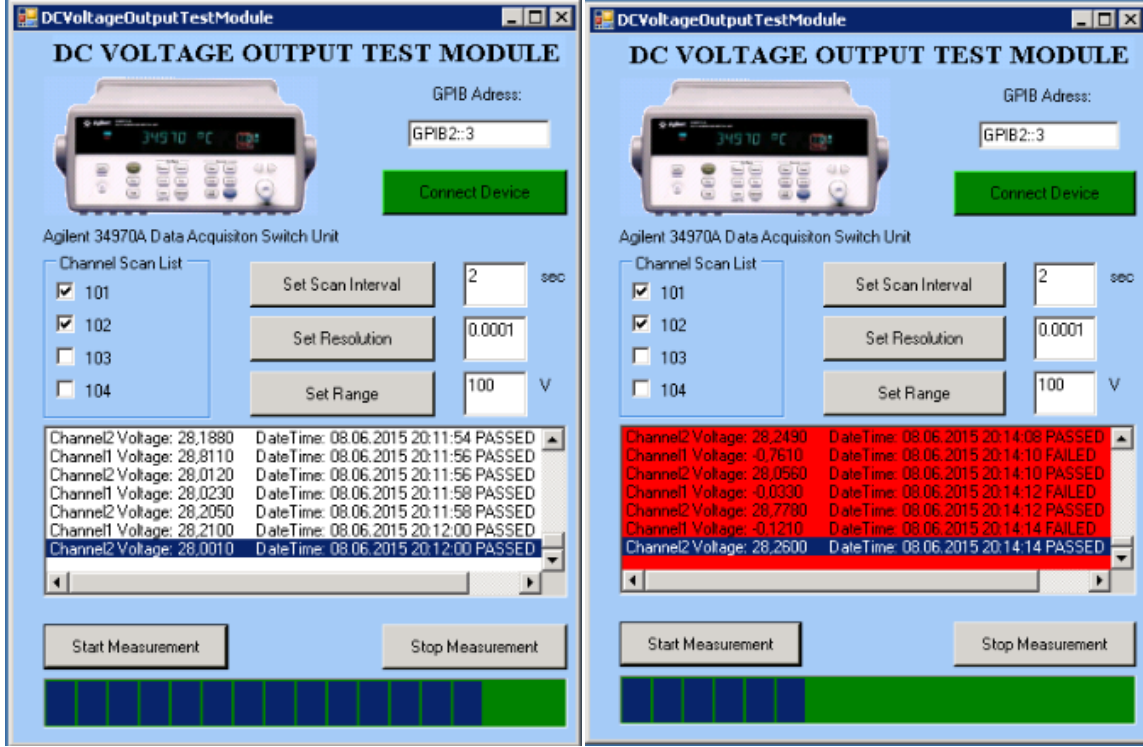 DCVoltageOutputTestModule
DC VOLTAGE OUTPUT TEST MODULE
GPIB Adress:
GPIB2::3
34970 °C
Connect Device
Agilent 34970A Data Acquisiton Switch Unit
Channel Scan List
101
102
103
104
Set Scan Interval
2
sec
Set Resolution
0.0001
Set Range
100
V
Channel2 Voltage: 28,1880 DateTime: 08.06.2015 20:11:54 PASSED
Channel1 Voltage: 28,8110 DateTime: 08.06.2015 20:11:56 PASSED
Channel2 Voltage: 28,0120 DateTime: 08.06.2015 20:11:56 PASSED
Channel1 Voltage: 28,0230 DateTime: 08.06.2015 20:11:58 PASSED
Channel2 Voltage: 28,2050 DateTime: 08.06.2015 20:11:58 PASSED
Channel1 Voltage: 28,2100 DateTime: 08.06.2015 20:12:00 PASSED
Channel2 Voltage: 28,0010 DateTime: 08.06.2015 20:12:00 PASSED
Start Measurement
Stop Measurement
DCVoltageOutputTestModule
DC VOLTAGE OUTPUT TEST MODULE
GPIB Adress:
GPIB2::3
34970 °C
Connect Device
Agilent 34970A Data Acquisiton Switch Unit
Channel Scan List
101
102
103
104
Set Scan Interval
2
sec
Set Resolution
0.0001
Set Range
100
V
Channel2 Voltage: 28,2490 DateTime: 08.06.2015 20:14:08 PASSED
Channel1 Voltage: -0,7610 DateTime: 08.06.2015 20:14:10 FAILED
Channel2 Voltage: 28,0560 DateTime: 08.06.2015 20:14:10 PASSED
Channel1 Voltage: -0,0330 DateTime: 08.06.2015 20:14:12 FAILED
Channel2 Voltage: 28,7780 DateTime: 08.06.2015 20:14:12 PASSED
Channel1 Voltage: -0,1210 DateTime: 08.06.2015 20:14:14 FAILED
Channel2 Voltage: 28,2600 DateTime: 08.06.2015 20:14:14 PASSED
Start Measurement
Stop Measurement